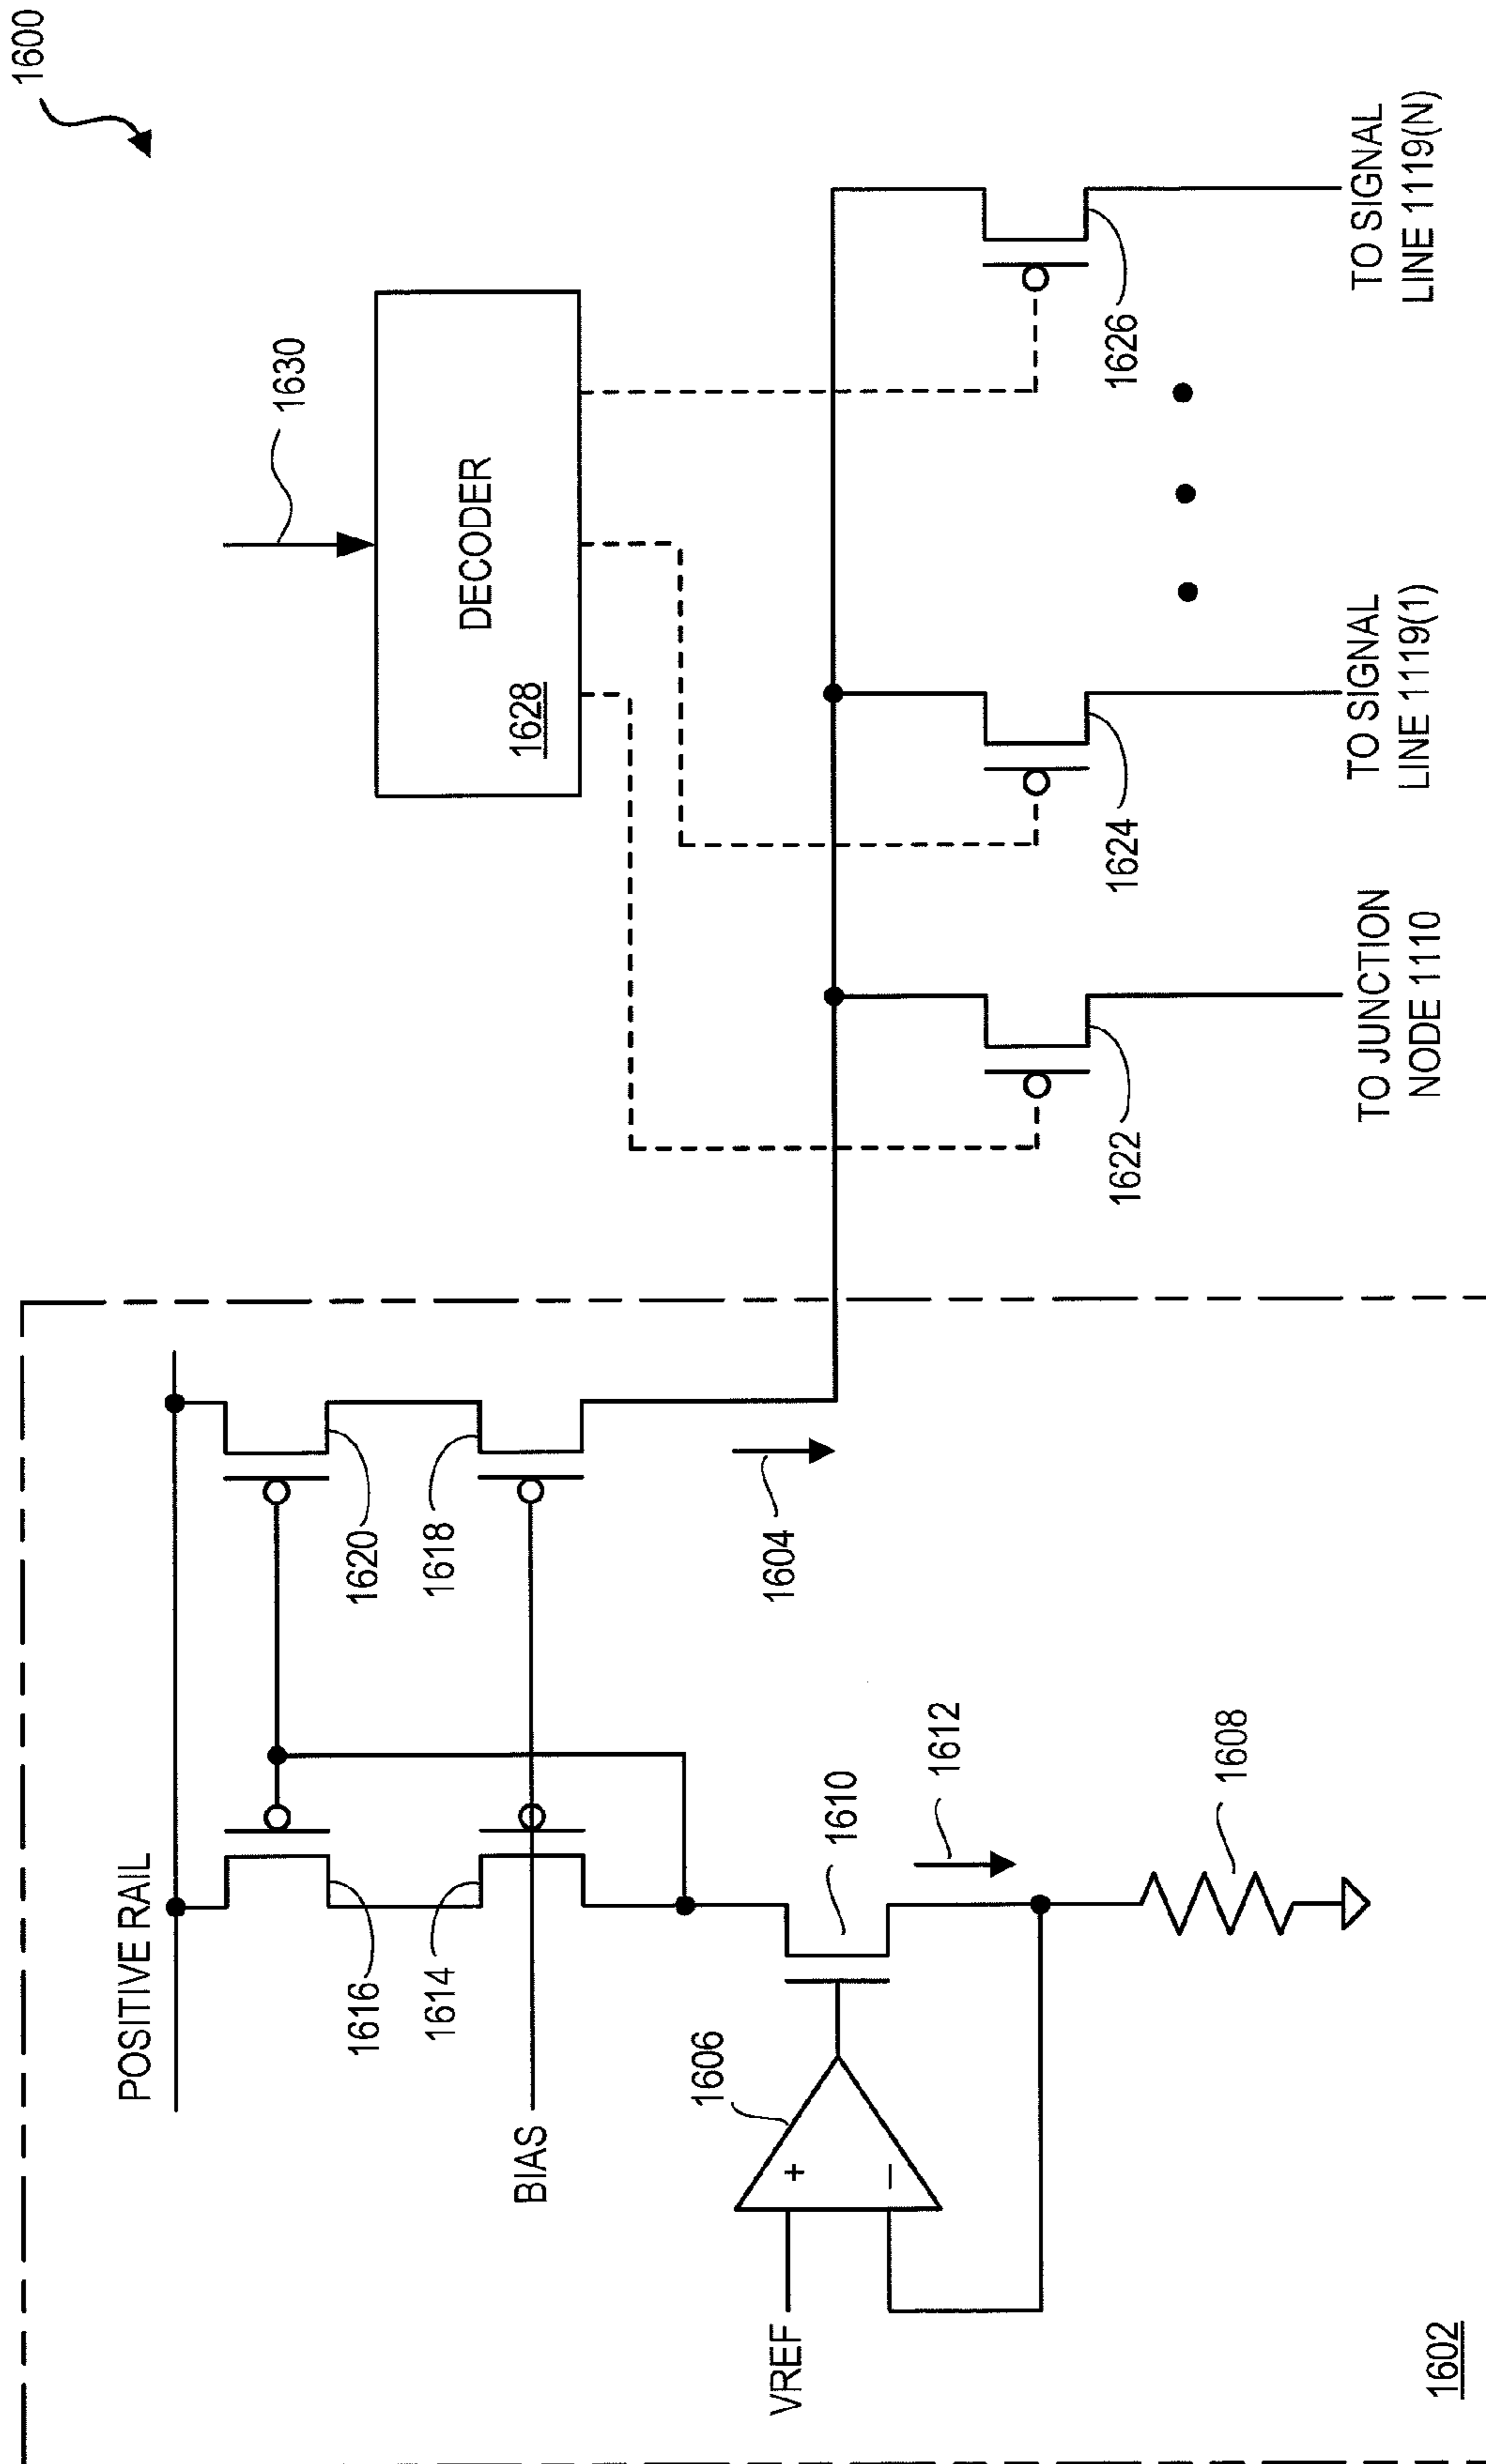 1600
POSITIVE RAIL
1630
DECODER
1628
1620
1618
1616
1614
BIAS
1604
1606
+
−
VREF
1610
1612
1608
1602
1622
1624
1626
TO JUNCTION
NODE 1110
TO SIGNAL
LINE 1119(1)
TO SIGNAL
LINE 1119(N)